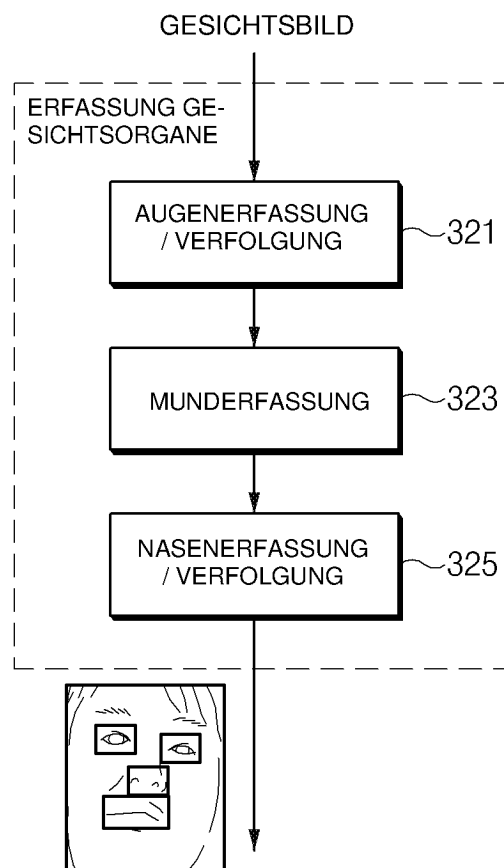 GESICHTSBILD
ERFASSUNG GE-
SICHTSORGANE
AUGENERFASSUNG
/ VERFOLGUNG
321
MUNDERFASSUNG
323
NASENERFASSUNG
/ VERFOLGUNG
325